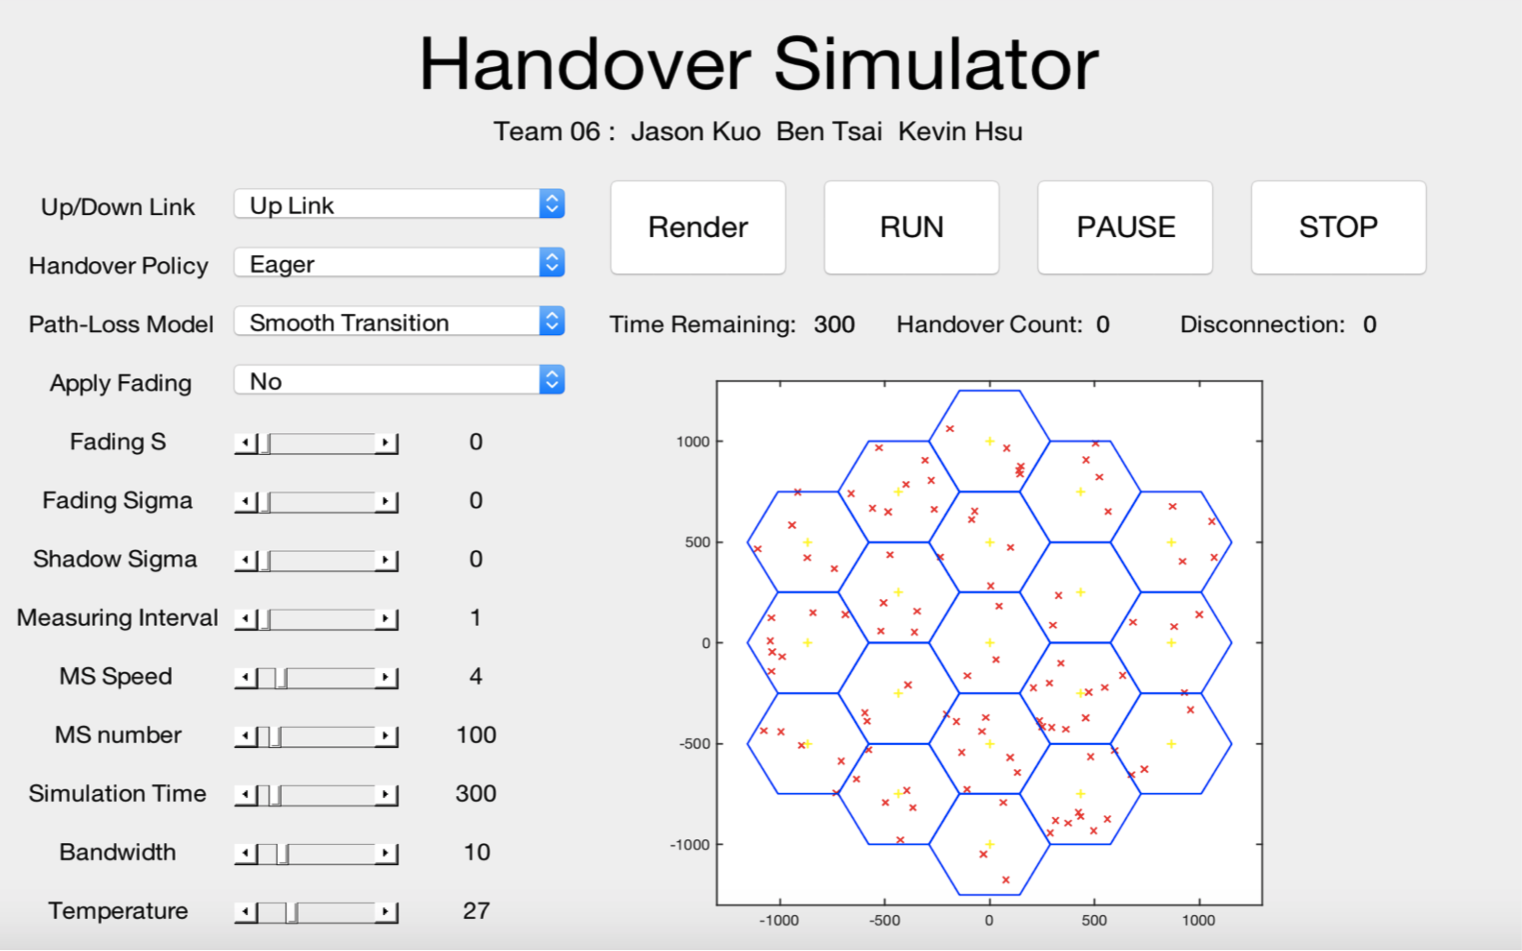 Handover Simulator
Team 06 :  Jason Kuo  Ben Tsai  Kevin Hsu
Up/Down Link Up Link
Handover Policy Eager
Path-Loss Model Smooth Transition
Apply Fading No
Fading S 0
Fading Sigma 0
Shadow Sigma 0
Measuring Interval 1
MS Speed 4
MS number 100
Simulation Time 300
Bandwidth 10
Temperature 27
Render RUN PAUSE STOP
Time Remaining: 300 Handover Count: 0 Disconnection: 0
1000
500
0
-500
-1000
-1000 -500 0 500 1000